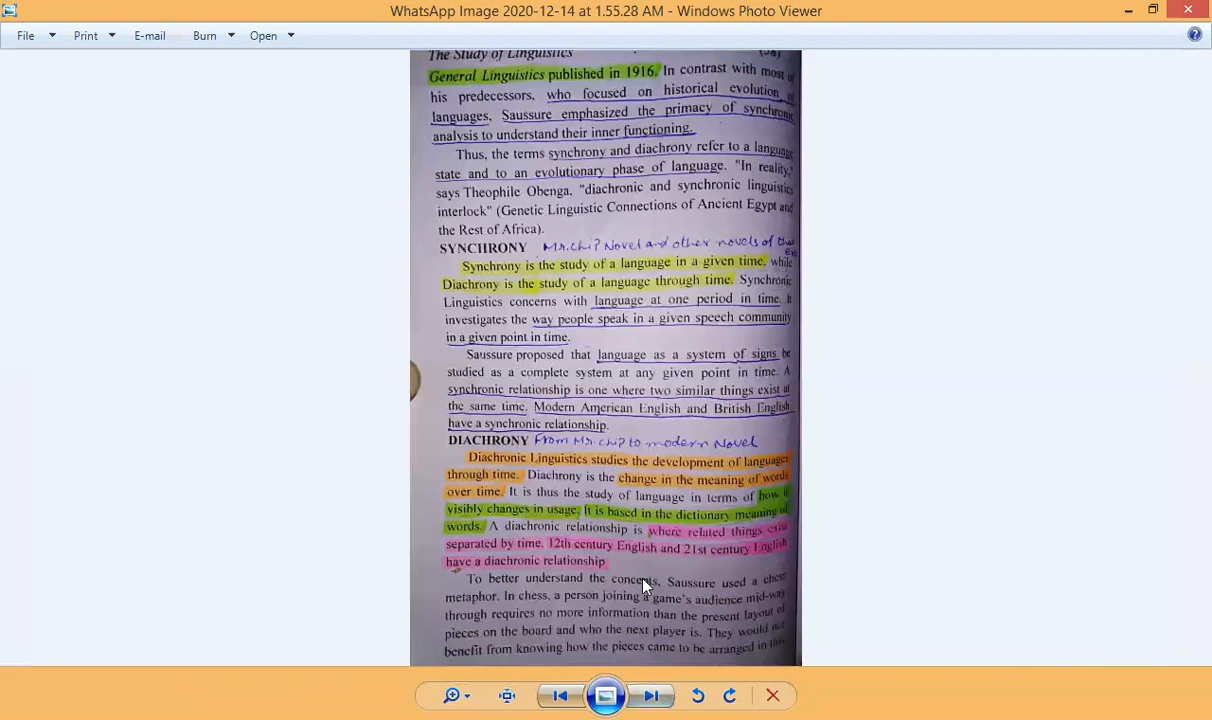 WhatsApp Image 2020-12-14 at 1.55.28 AM - Windows Photo Viewer
File Print E-mail Burn Open
The Study of Linguistics
General Linguistics published in 1916. In contrast with most of
his predecessors, who focused on historical evolution of
languages, Saussure emphasized the primacy of synchronic
analysis to understand their inner functioning.
Thus, the terms synchrony and diachrony refer to a language
state and to an evolutionary phase of language. "In reality,"
says Theophile Obenga, "diachronic and synchronic linguistics
interlock" (Genetic Linguistic Connections of Ancient Egypt and
the Rest of Africa).
SYNCHRONY Mr.chip Novel and other novels of that
Synchrony is the study of a language in a given time, while
Diachrony is the study of a language through time. Synchronic
Linguistics concerns with language at one period in time. It
investigates the way people speak in a given speech community
in a given point in time.
Saussure proposed that language as a system of signs be
studied as a complete system at any given point in time. A
synchronic relationship is one where two similar things exist at
the same time. Modern American English and British English
have a synchronic relationship.
DIACHRONY From Mr.chip to modern Novel
Diachronic Linguistics studies the development of languages
through time. Diachrony is the change in the meaning of words
over time. It is thus the study of language in terms of how it
visibly changes in usage. It is based in the dictionary meaning of
words. A diachronic relationship is where related things exist
separated by time. 12th century English and 21st century English
have a diachronic relationship
To better understand the concepts, Saussure used a chess
metaphor. In chess, a person joining a game's audience mid-way
through requires no more information than the present layout of
pieces on the board and who the next player is. They would not
benefit from knowing how the pieces came to be arranged in this